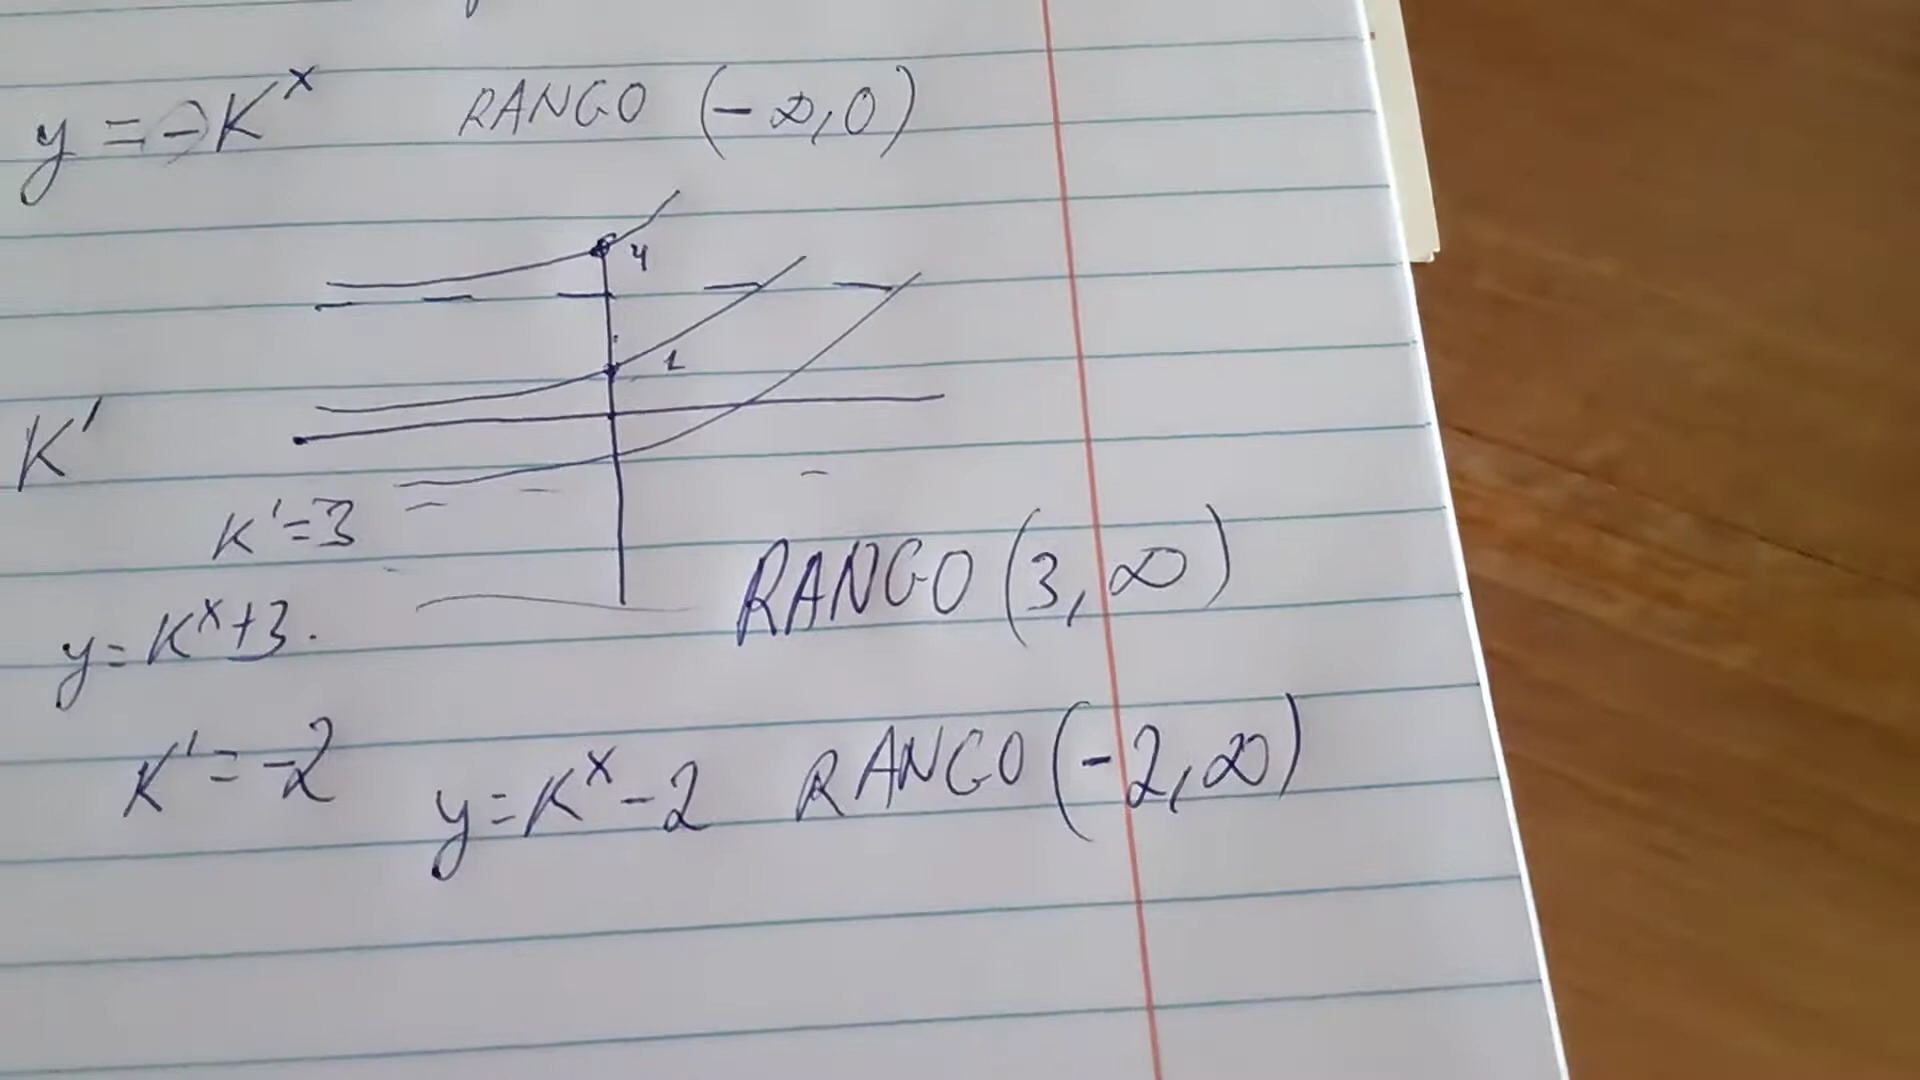 y = -K^x RANGO (-∞,0)
4
1
K'
K'=3
RANGO (3,∞)
y=K^x+3.
K'=-2 y=K^x-2 RANGO (-2,∞)